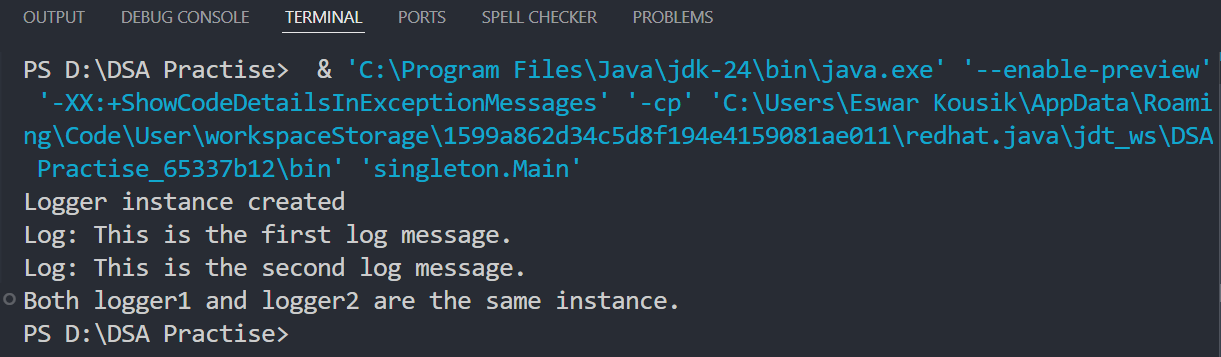 OUTPUT DEBUG CONSOLE TERMINAL PORTS SPELL CHECKER PROBLEMS
PS D:\DSA Practise>  & 'C:\Program Files\Java\jdk-24\bin\java.exe' '--enable-preview'
'-XX:+ShowCodeDetailsInExceptionMessages' '-cp' 'C:\Users\Eswar Kousik\AppData\Roami
ng\Code\User\workspaceStorage\1599a862d34c5d8f194e4159081ae011\redhat.java\jdt_ws\DSA
Practise_65337b12\bin' 'singleton.Main'
Logger instance created
Log: This is the first log message.
Log: This is the second log message.
Both logger1 and logger2 are the same instance.
PS D:\DSA Practise>